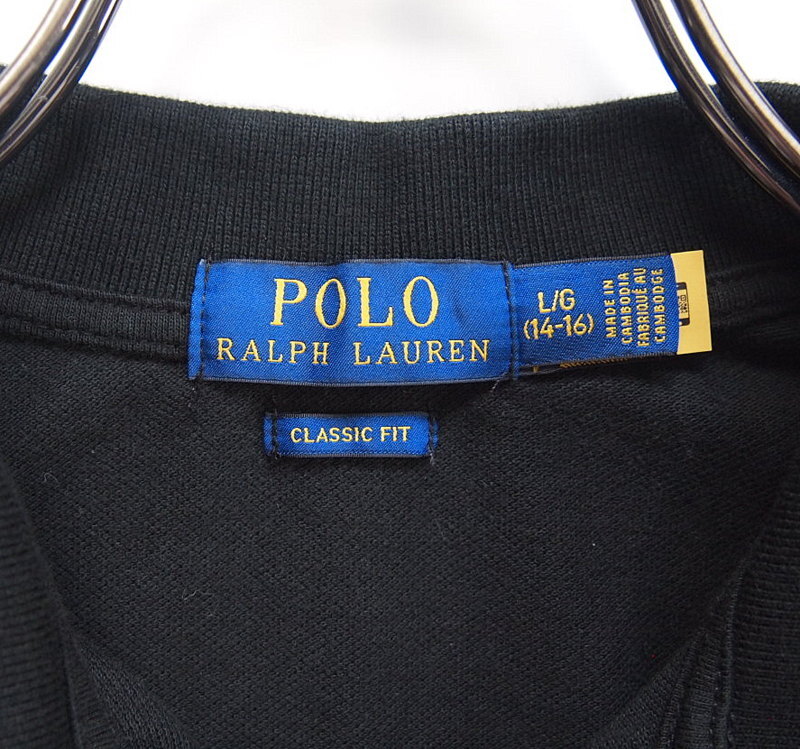 POLO
RALPH LAUREN
L/G
(14-16)
MADE IN
CAMBODIA
FABRIQUÉ AU
CAMBODGE
CLASSIC FIT